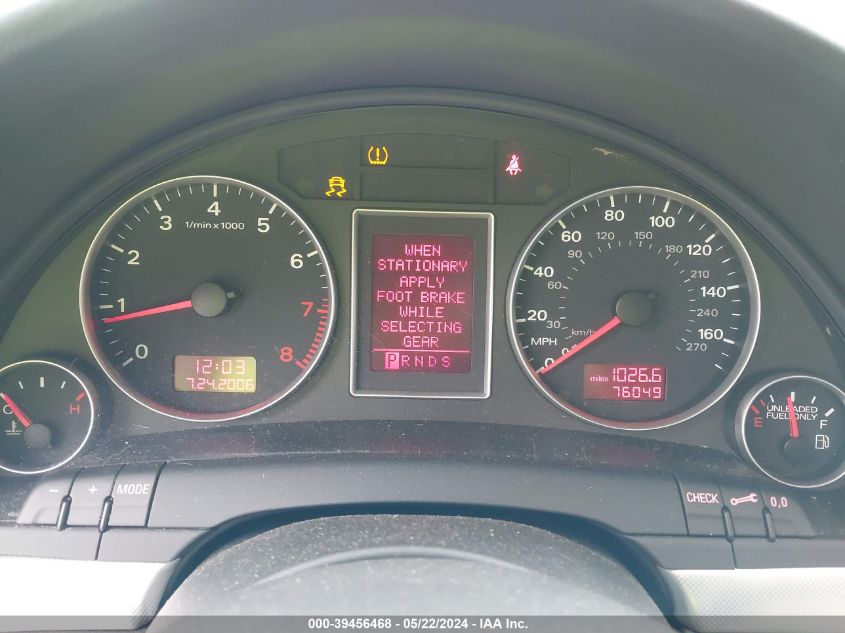 0 1 2 3 4 5 6 7 8
1/min x 1000
12:03
7.24.2006
WHEN
STATIONARY
APPLY
FOOT BRAKE
WHILE
SELECTING
GEAR
P R N D S
0 20 40 60 80 100 120 140 160
30 60 90 120 150 180 210 240 270
MPH
km/h
miles 1026.6
76049
C H
UNLEADED
FUEL ONLY
E F
- + MODE
CHECK 0,0
000-39456468 - 05/22/2024 - IAA Inc.